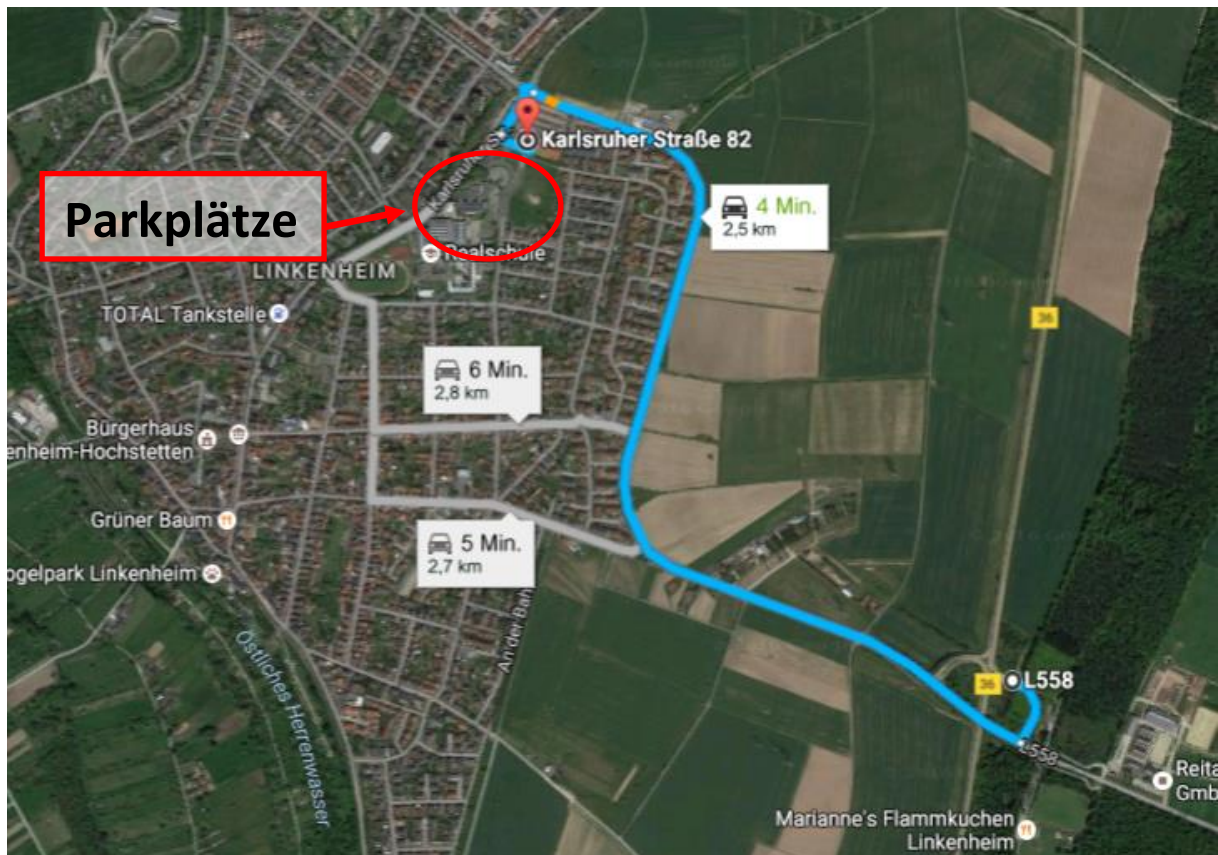 Karlsruher Straße 82
Parkplätze
4 Min.
2,5 km
Realschule
LINKENHEIM
TOTAL Tankstelle
36
6 Min.
2,8 km
Bürgerhaus
enheim-Hochstetten
Grüner Baum
5 Min.
2,7 km
ogelpark Linkenheim
An der Bah
Östliches Herrenwasser
36
L558
L558
Reita
Gmb
Marianne's Flammkuchen
Linkenheim